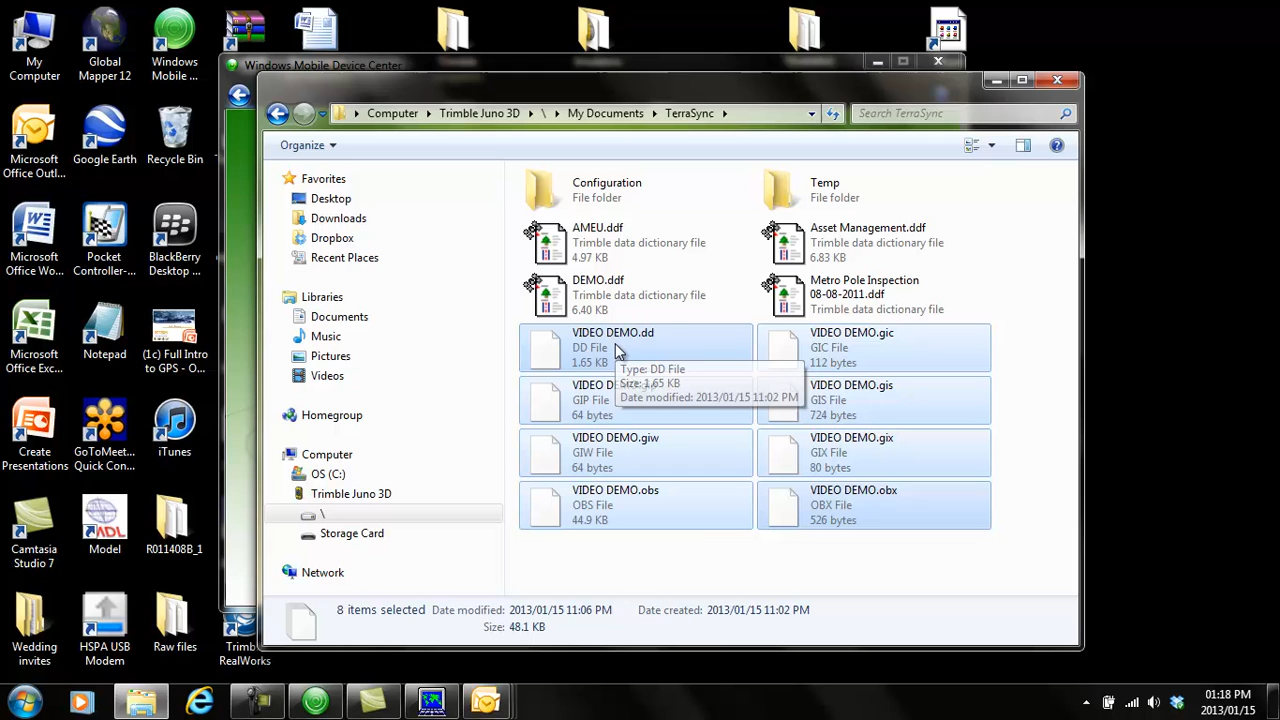 Windows Mobile Device Center
Computer Trimble Juno 3D \ My Documents TerraSync
Search TerraSync
Organize
Favorites
Desktop
Downloads
Dropbox
Recent Places
Libraries
Documents
Music
Pictures
Videos
Homegroup
Computer
OS (C:)
Trimble Juno 3D
\
Storage Card
Network
Configuration
File folder
Temp
File folder
AMEU.ddf
Trimble data dictionary file
4.97 KB
Asset Management.ddf
Trimble data dictionary file
6.83 KB
DEMO.ddf
Trimble data dictionary file
6.40 KB
Metro Pole Inspection
08-08-2011.ddf
Trimble data dictionary file
VIDEO DEMO.dd
DD File
1.65 KB
VIDEO DEMO.gic
GIC File
112 bytes
Type: DD File
Size: 1.65 KB
Date modified: 2013/01/15 11:02 PM
VIDEO DE
GIP File
64 bytes
VIDEO DEMO.gis
GIS File
724 bytes
VIDEO DEMO.giw
GIW File
64 bytes
VIDEO DEMO.gix
GIX File
80 bytes
VIDEO DEMO.obs
OBS File
44.9 KB
VIDEO DEMO.obx
OBX File
526 bytes
8 items selected Date modified: 2013/01/15 11:06 PM Date created: 2013/01/15 11:02 PM
Size: 48.1 KB
My
Computer
Global
Mapper 12
Windows
Mobile ...
Microsoft
Office Outl...
Google Earth
Recycle Bin
Microsoft
Office Wo...
Pocket
Controller-...
BlackBerry
Desktop ...
Microsoft
Office Exc...
Notepad
(1c) Full Intro
to GPS - O...
Create
Presentations
GoToMeet...
Quick Con...
iTunes
Camtasia
Studio 7
Model
R011408B_1
Wedding
invites
HSPA USB
Modem
Raw files
Trimb
RealWorks
01:18 PM
2013/01/15